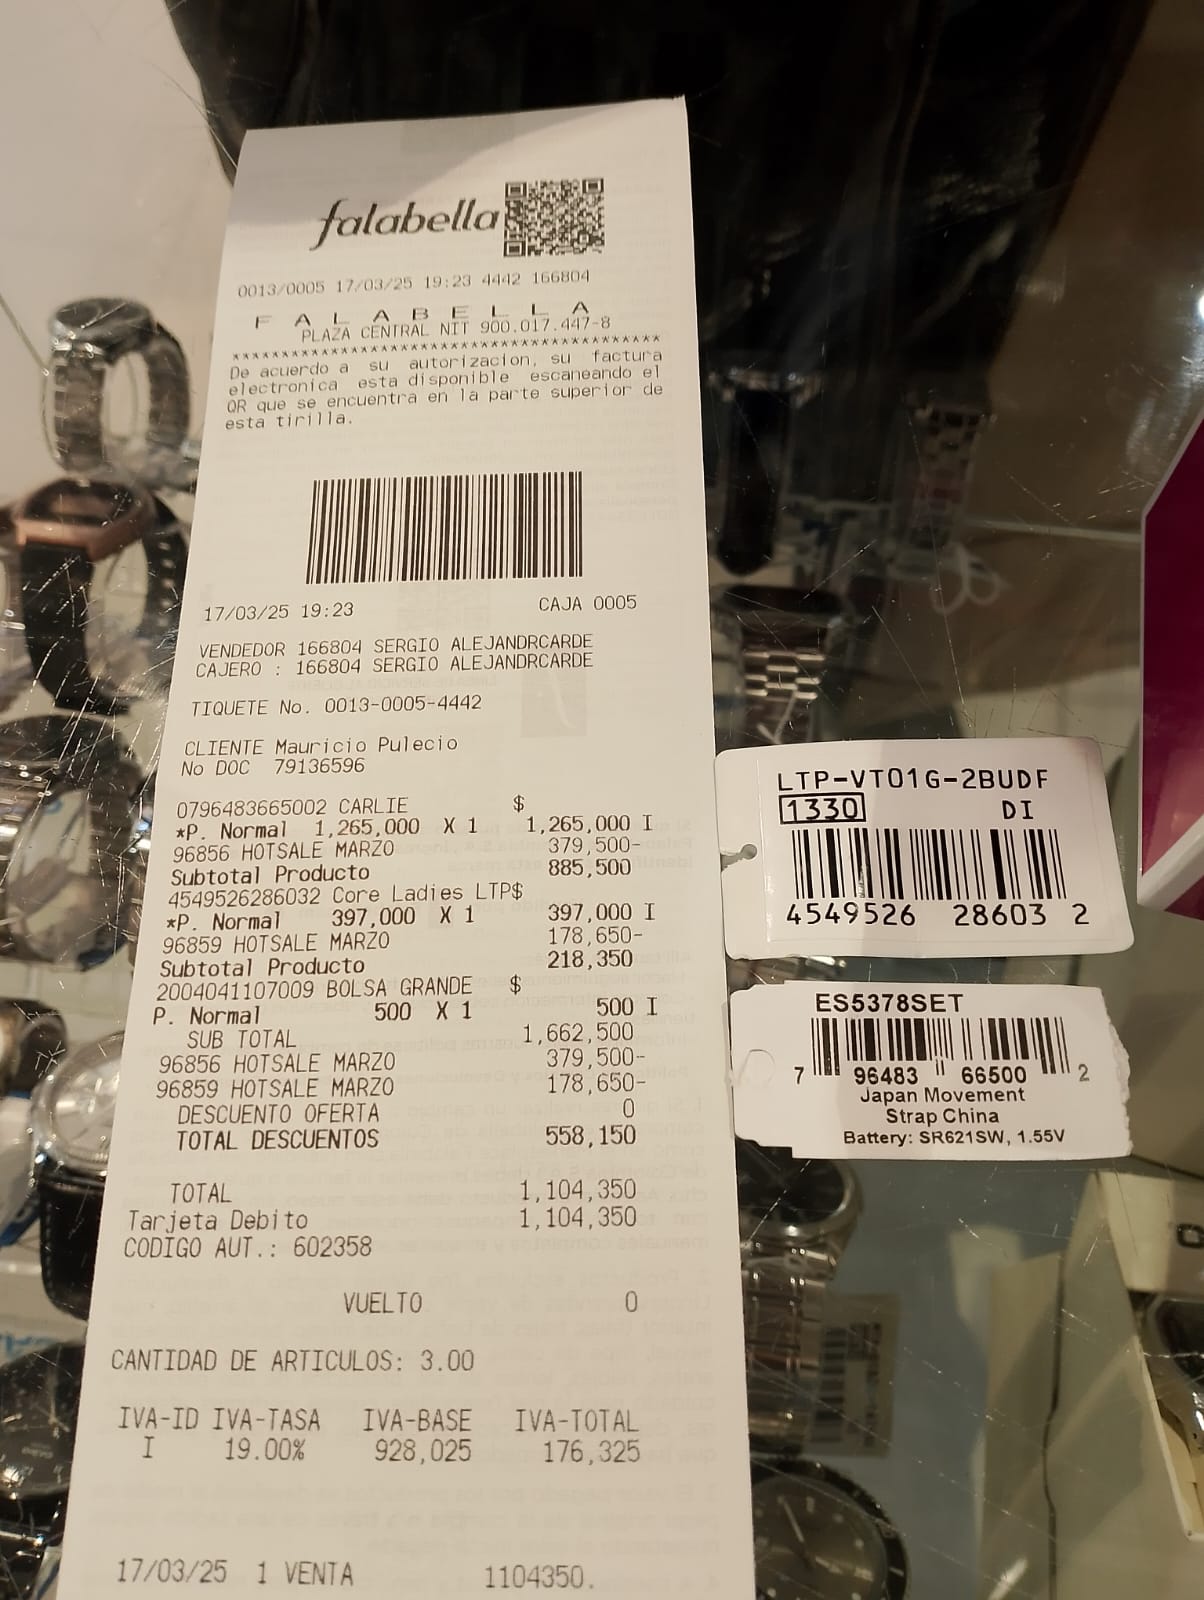 falabella
0013/0005 17/03/25 19:23 4442 166804
F A L A B E L L A
PLAZA CENTRAL NIT 900.017.447-8
****************************************
De acuerdo a su autorizacion, su factura
electronica esta disponible escaneando el
QR que se encuentra en la parte superior de
esta tirilla.
17/03/25 19:23 CAJA 0005
VENDEDOR 166804 SERGIO ALEJANDRCARDE
CAJERO : 166804 SERGIO ALEJANDRCARDE
TIQUETE No. 0013-0005-4442
CLIENTE Mauricio Pulecio
No DOC 79136596
0796483665002 CARLIE $
*P. Normal 1,265,000 X 1 1,265,000 I
96856 HOTSALE MARZO 379,500-
Subtotal Producto 885,500
4549526286032 Core Ladies LTP$
*P. Normal 397,000 X 1 397,000 I
96859 HOTSALE MARZO 178,650-
Subtotal Producto 218,350
2004041107009 BOLSA GRANDE $
P. Normal 500 X 1 500 I
SUB TOTAL 1,662,500
96856 HOTSALE MARZO 379,500-
96859 HOTSALE MARZO 178,650-
DESCUENTO OFERTA 0
TOTAL DESCUENTOS 558,150
TOTAL 1,104,350
Tarjeta Debito 1,104,350
CODIGO AUT.: 602358
VUELTO 0
CANTIDAD DE ARTICULOS: 3.00
IVA-ID IVA-TASA IVA-BASE IVA-TOTAL
I 19.00% 928,025 176,325
17/03/25 1 VENTA 1104350.
LTP-VT01G-2BUDF
1330 DI
4549526 28603 2
ES5378SET
7 96483 66500 2
Japan Movement
Strap China
Battery: SR621SW, 1.55V